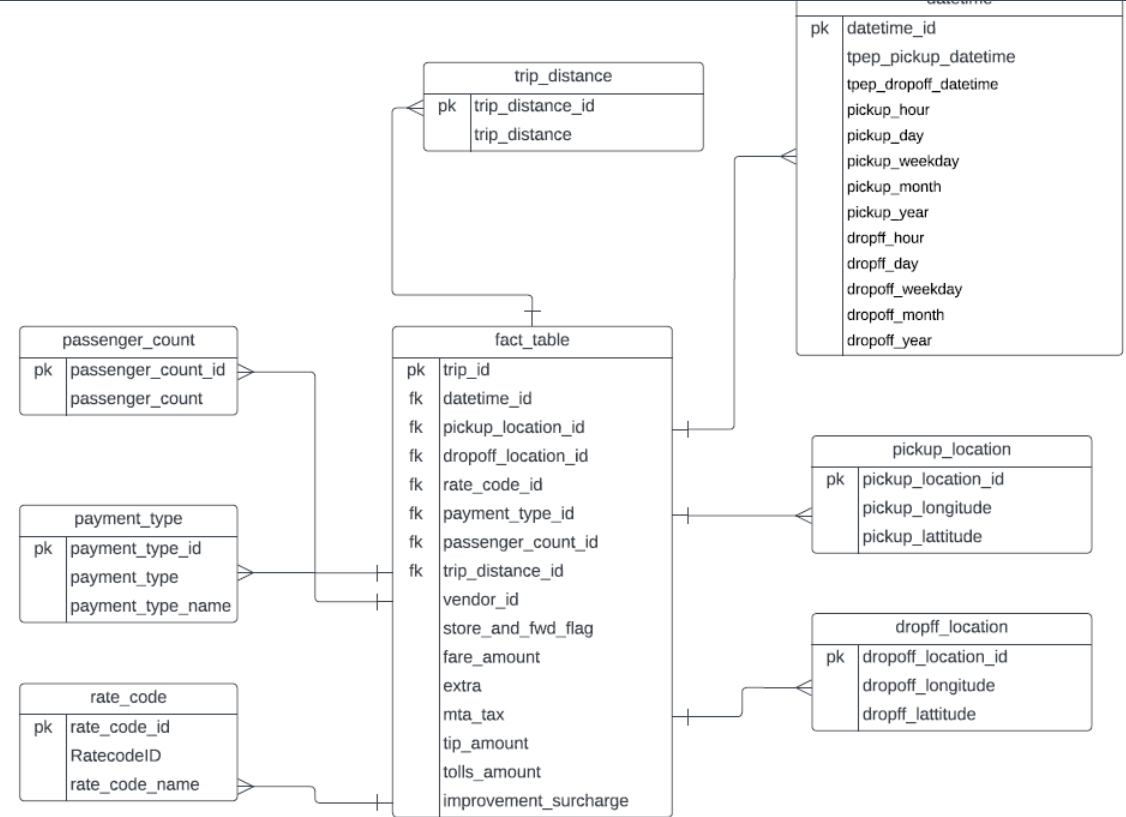 datetime
pk datetime_id
tpep_pickup_datetime
tpep_dropoff_datetime
pickup_hour
pickup_day
pickup_weekday
pickup_month
pickup_year
dropff_hour
dropff_day
dropoff_weekday
dropoff_month
dropoff_year
trip_distance
pk trip_distance_id
trip_distance
passenger_count
pk passenger_count_id
passenger_count
payment_type
pk payment_type_id
payment_type
payment_type_name
rate_code
pk rate_code_id
RatecodeID
rate_code_name
fact_table
pk trip_id
fk datetime_id
fk pickup_location_id
fk dropoff_location_id
fk rate_code_id
fk payment_type_id
fk passenger_count_id
fk trip_distance_id
vendor_id
store_and_fwd_flag
fare_amount
extra
mta_tax
tip_amount
tolls_amount
improvement_surcharge
pickup_location
pk pickup_location_id
pickup_longitude
pickup_lattitude
dropff_location
pk dropoff_location_id
dropoff_longitude
dropff_lattitude